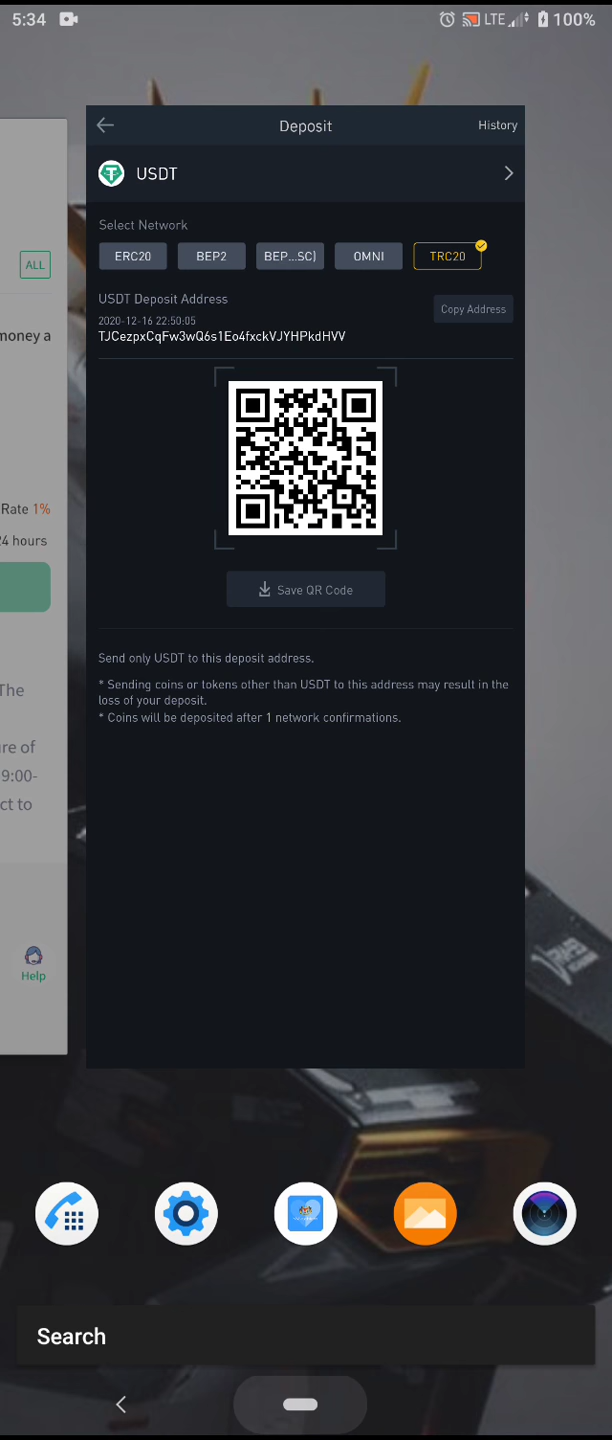 5:34
LTE
100%
Deposit
History
USDT
Select Network
ERC20
BEP2
BEP...SC)
OMNI
TRC20
USDT Deposit Address
2020-12-16 22:50:05
TJCezpxCqFw3wQ6s1Eo4fxckVJYHPkdHVV
Copy Address
Save QR Code
Send only USDT to this deposit address.
* Sending coins or tokens other than USDT to this address may result in the
loss of your deposit.
* Coins will be deposited after 1 network confirmations.
ALL
money a
Rate 1%
24 hours
The
re of
9:00-
ct to
Help
Search